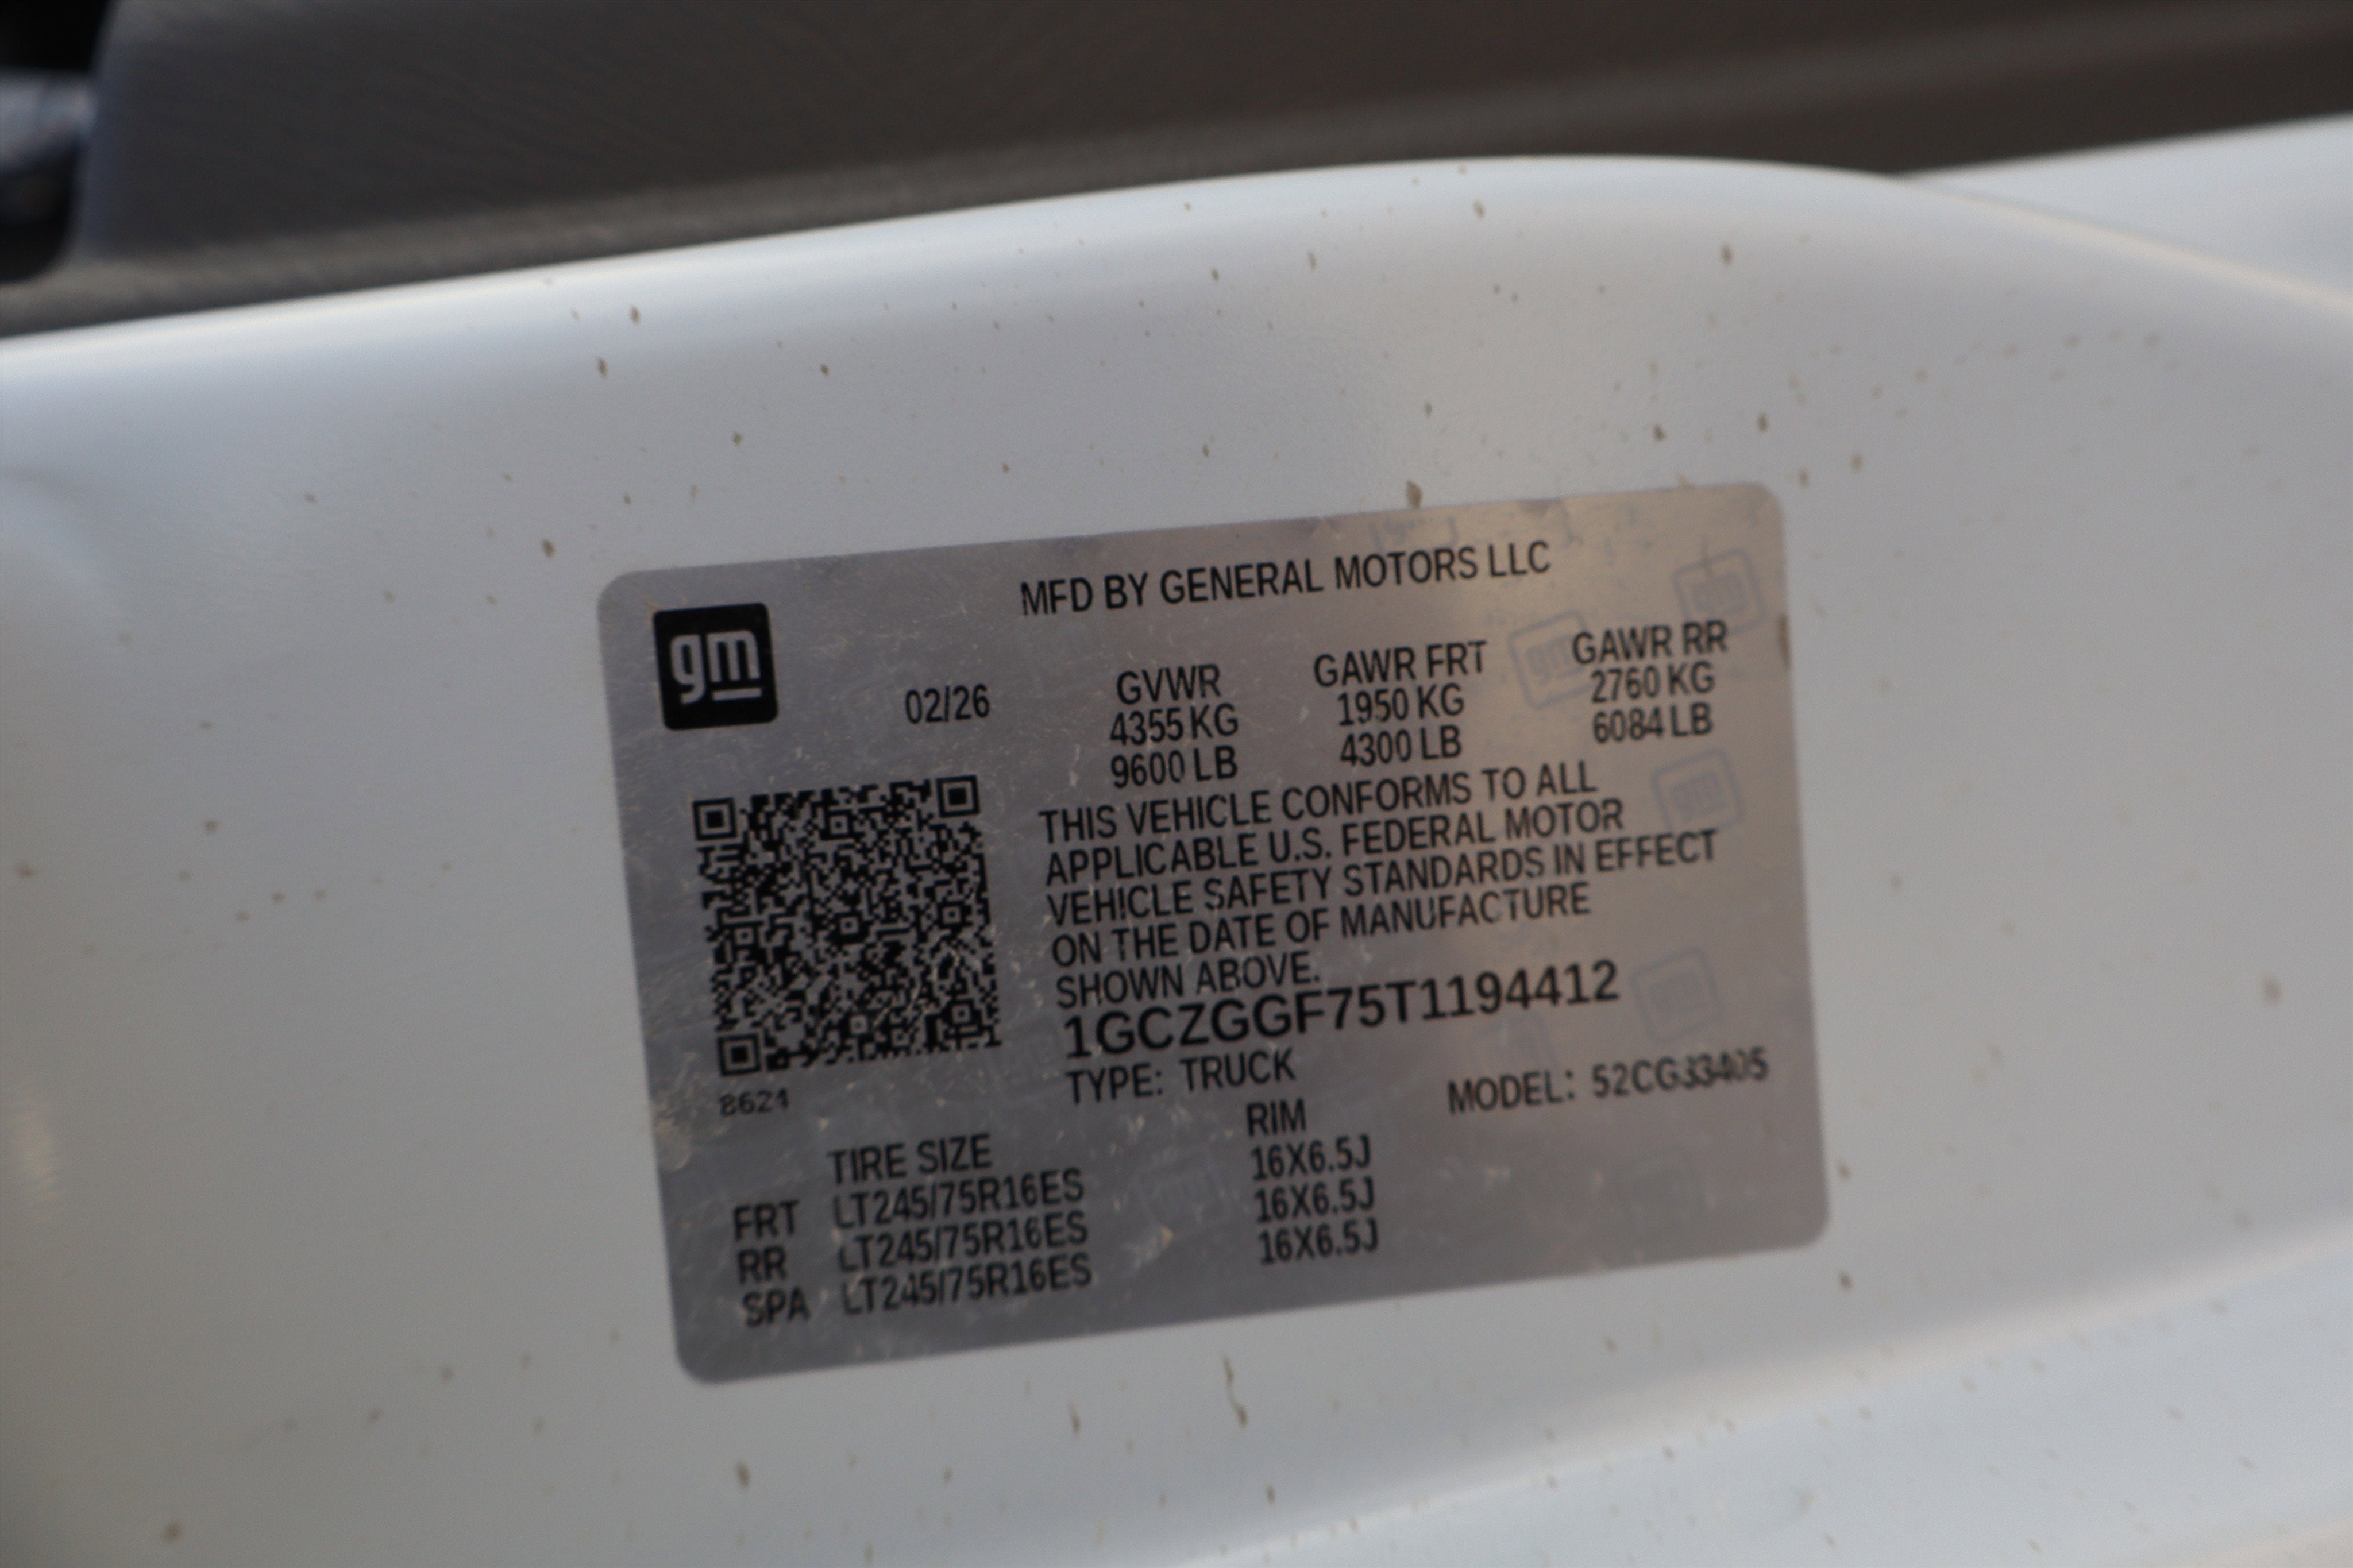 MFD BY GENERAL MOTORS LLC
gm
02/26
GVWR GAWR FRT GAWR RR
4355 KG 1950 KG 2760 KG
9600 LB 4300 LB 6084 LB
THIS VEHICLE CONFORMS TO ALL
APPLICABLE U.S. FEDERAL MOTOR
VEHICLE SAFETY STANDARDS IN EFFECT
ON THE DATE OF MANUFACTURE
SHOWN ABOVE.
1GCZGGF75T1194412
TYPE: TRUCK MODEL: 52CG33405
8624
TIRE SIZE RIM
FRT LT245/75R16ES 16X6.5J
RR LT245/75R16ES 16X6.5J
SPA LT245/75R16ES 16X6.5J